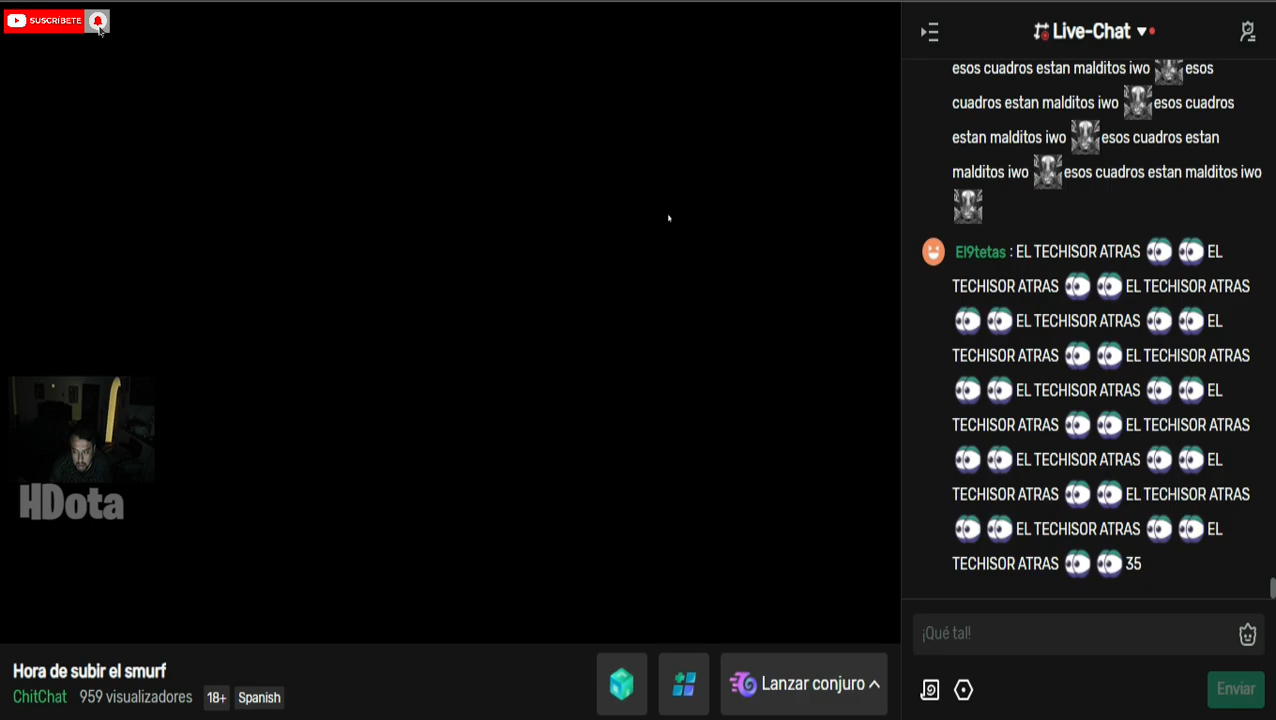 SUSCRÍBETE
HDota
Hora de subir el smurf
ChitChat 959 visualizadores 18+ Spanish
Lanzar conjuro
Live-Chat
esos cuadros estan malditos iwo esos
cuadros estan malditos iwo esos cuadros
estan malditos iwo esos cuadros estan
malditos iwo esos cuadros estan malditos iwo
El9tetas : EL TECHISOR ATRAS EL
TECHISOR ATRAS EL TECHISOR ATRAS
EL TECHISOR ATRAS EL
TECHISOR ATRAS EL TECHISOR ATRAS
EL TECHISOR ATRAS EL
TECHISOR ATRAS EL TECHISOR ATRAS
EL TECHISOR ATRAS EL
TECHISOR ATRAS EL TECHISOR ATRAS
EL TECHISOR ATRAS EL
TECHISOR ATRAS 35
¡Qué tal!
Enviar